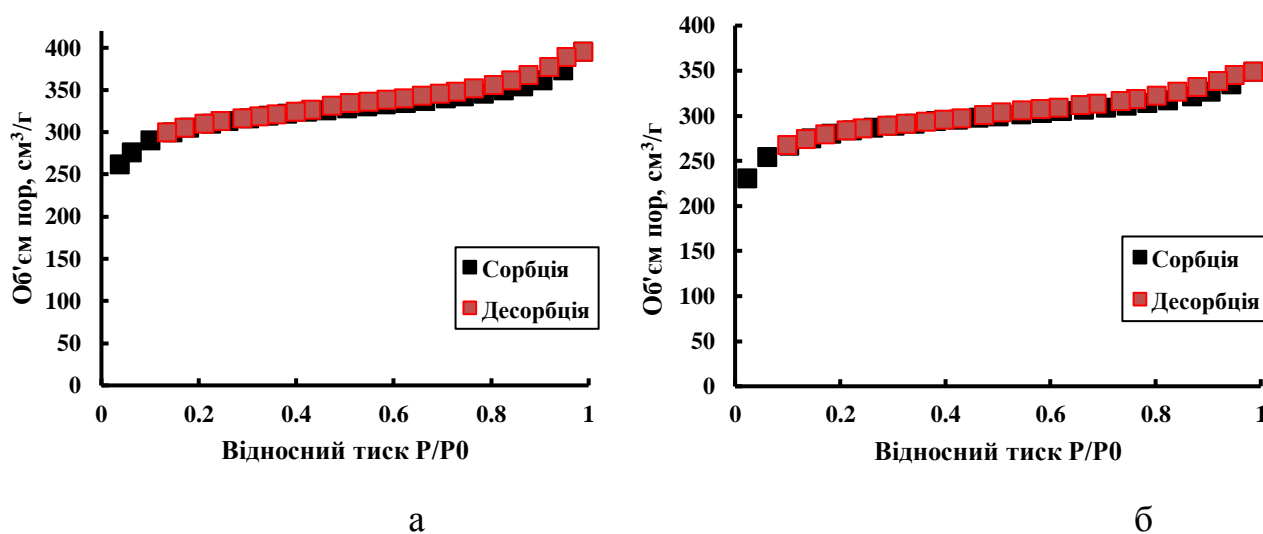 Об'єм пор, см³/г
400
350
300
250
200
150
100
50
0
0 0.2 0.4 0.6 0.8 1
Відносний тиск P/P0
Сорбція
Десорбція
а
Об'єм пор, см³/г
400
350
300
250
200
150
100
50
0
0 0.2 0.4 0.6 0.8 1
Відносний тиск P/P0
Сорбція
Десорбція
б